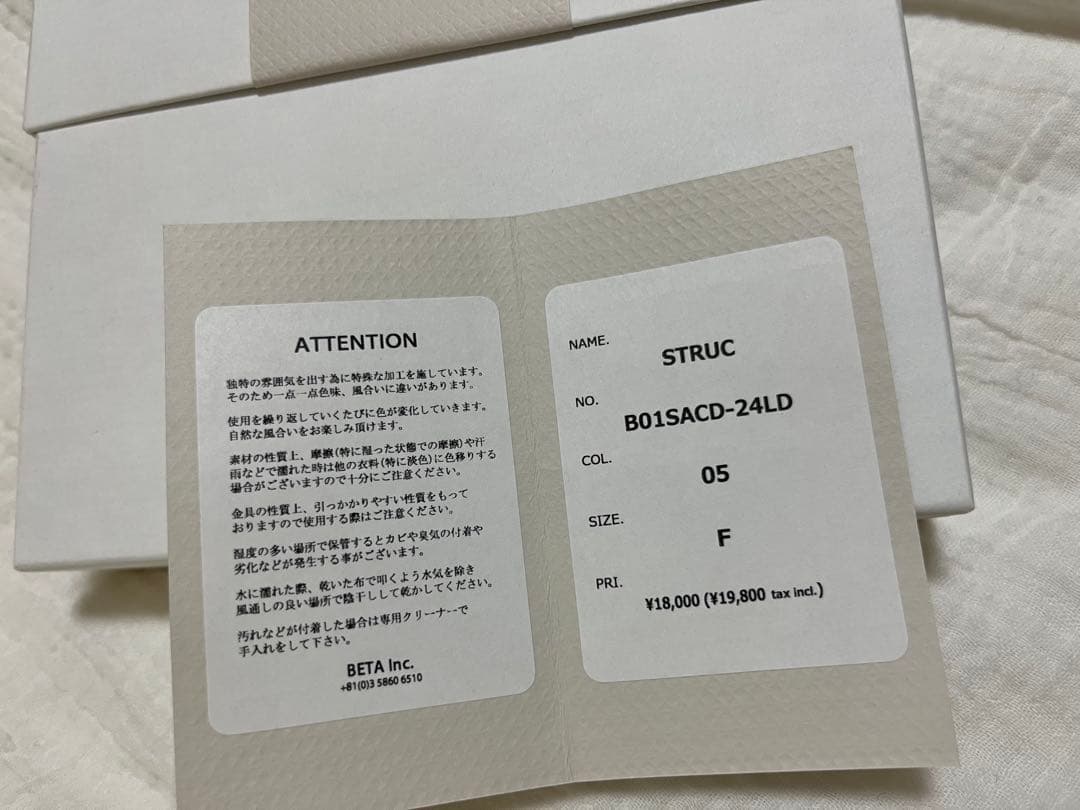 ATTENTION
独特の雰囲気を出す為に特殊な加工を施しています。
そのため一点一点色味、風合いに違いがあります。
使用を繰り返していくたびに色が変化していきます。
自然な風合いをお楽しみ頂けます。
素材の性質上、摩擦(特に湿った状態での摩擦)や汗
雨などで濡れた時は他の衣料(特に淡色)に色移りする
場合がございますので十分にご注意ください。
金具の性質上、引っかかりやすい性質をもって
おりますので使用する際はご注意ください。
湿度の多い場所で保管するとカビや臭気の付着や
劣化などが発生する事がございます。
水に濡れた際、乾いた布で叩くよう水気を除き
風通しの良い場所で陰干しして乾かしてください。
汚れなどが付着した場合は専用クリーナーで
手入れをして下さい。
BETA Inc.
+81(0)3 5860 6510
NAME.
STRUC
NO.
B01SACD-24LD
COL.
05
SIZE.
F
PRI.
¥18,000 (¥19,800 tax incl.)